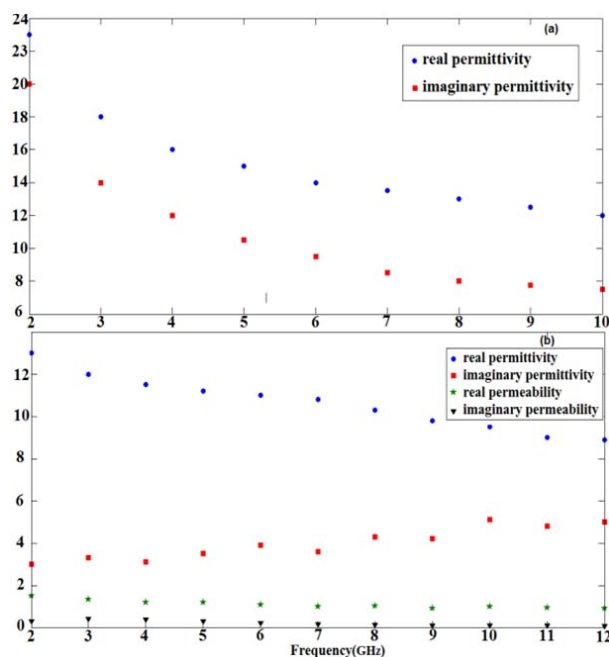 24
(a)
22
real permittivity
imaginary permittivity
20
18
16
14
12
10
8
6
2 3 4 5 6 7 8 9 10
(b)
real permittivity
imaginary permittivity
real permeability
imaginary permeability
12
10
8
6
4
2
0
2 3 4 5 6 7 8 9 10 11 12
Frequency(GHz)